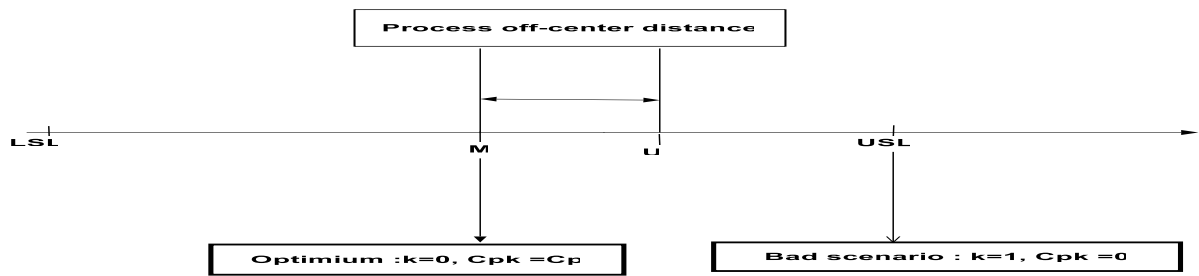 Process off-center distance
LSL
M
U
USL
Optimium :k=0, Cpk =Cp
Bad scenario : k=1, Cpk =0